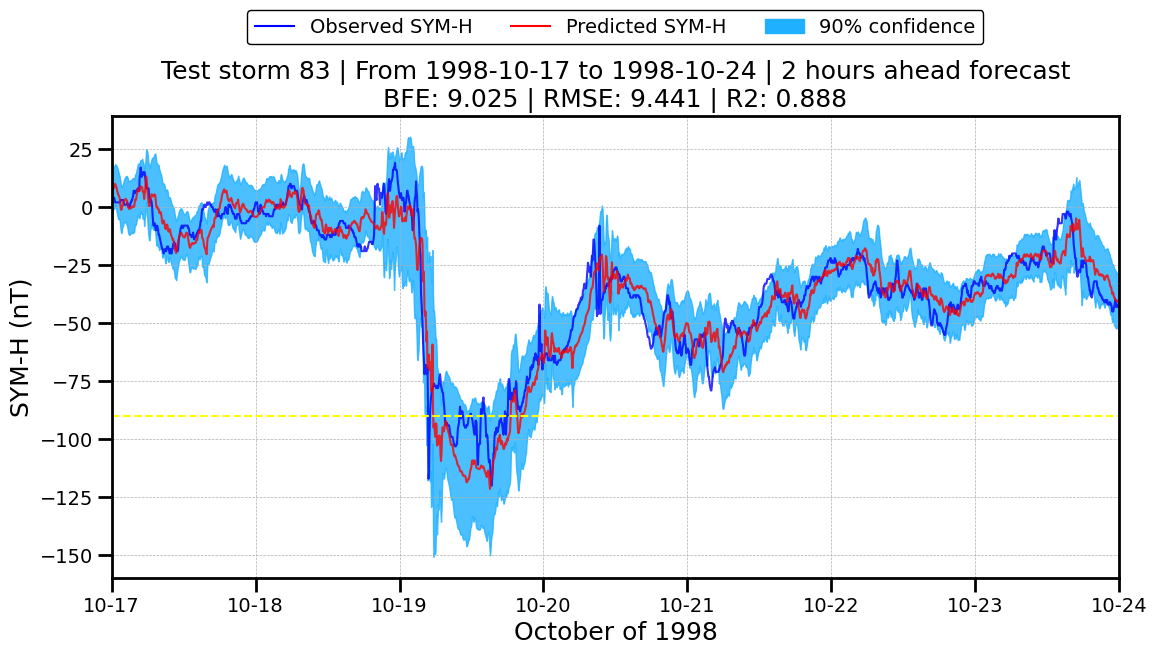 Observed SYM-H Predicted SYM-H 90% confidence
Test storm 83 | From 1998-10-17 to 1998-10-24 | 2 hours ahead forecast
BFE: 9.025 | RMSE: 9.441 | R2: 0.888
SYM-H (nT)
25
0
−25
−50
−75
−100
−125
−150
10-17 10-18 10-19 10-20 10-21 10-22 10-23 10-24
October of 1998